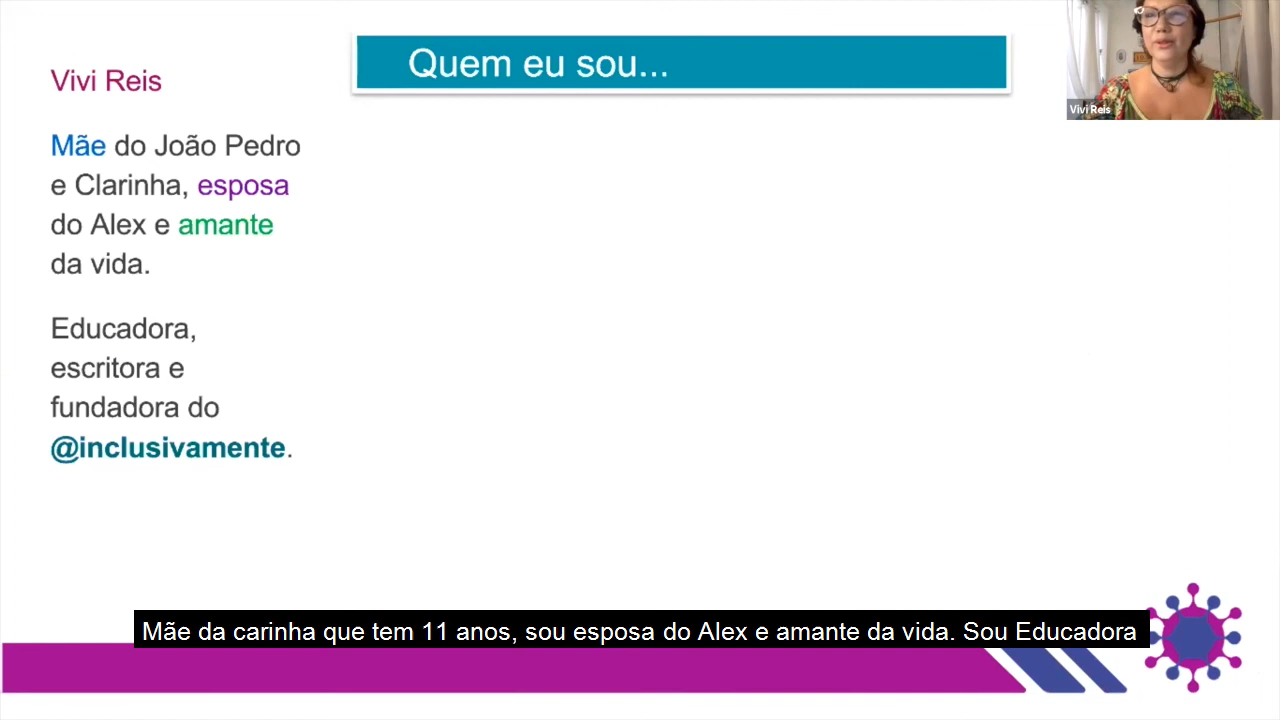 Quem eu sou...
Vivi Reis
Mãe do João Pedro
e Clarinha, esposa
do Alex e amante
da vida.
Educadora,
escritora e
fundadora do
@inclusivamente.
Vivi Reis
Mãe da carinha que tem 11 anos, sou esposa do Alex e amante da vida. Sou Educadora